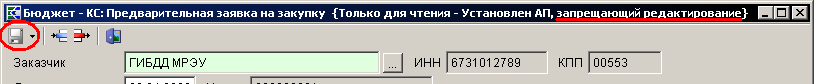 Бюджет - КС: Предварительная заявка на закупку {Только для чтения - Установлен АП, запрещающий редактирование}
Заказчик ГИБДД МРЭУ ... ИНН 6731012789 КПП 00553